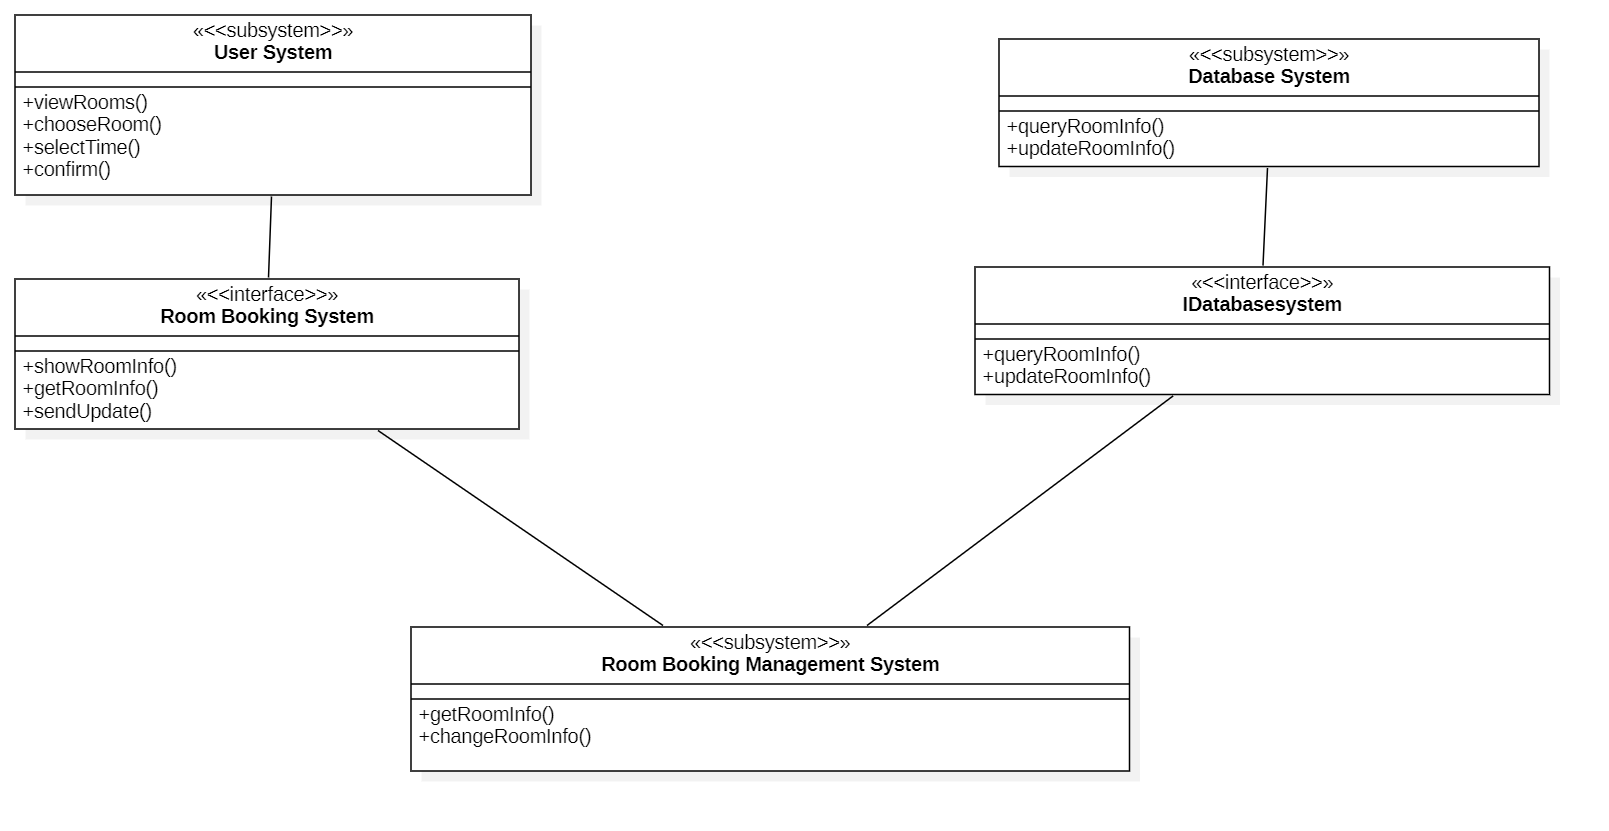 «<<subsystem>>»
User System
+viewRooms()
+chooseRoom()
+selectTime()
+confirm()
«<<subsystem>>»
Database System
+queryRoomInfo()
+updateRoomInfo()
«<<interface>>»
Room Booking System
+showRoomInfo()
+getRoomInfo()
+sendUpdate()
«<<interface>>»
IDatabasesystem
+queryRoomInfo()
+updateRoomInfo()
«<<subsystem>>»
Room Booking Management System
+getRoomInfo()
+changeRoomInfo()